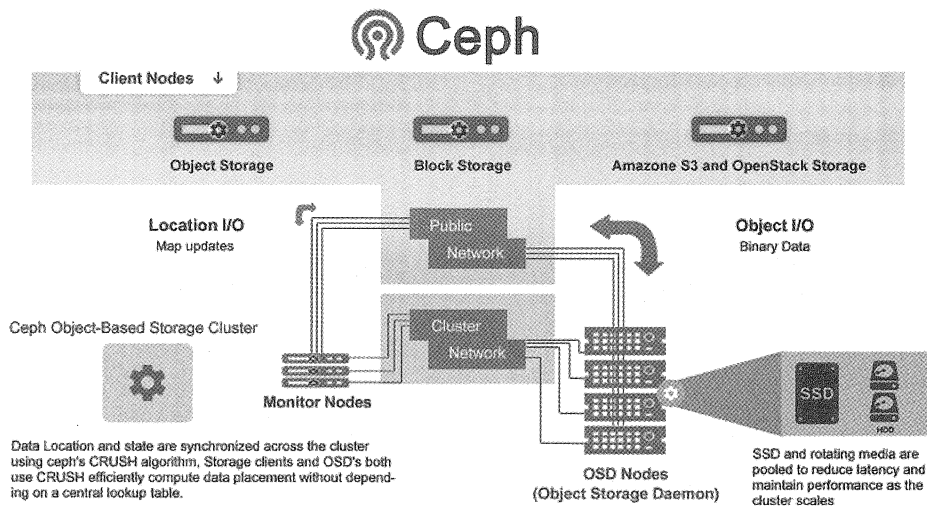 Ceph
Client Nodes ↓
Object Storage
Block Storage
Amazone S3 and OpenStack Storage
Location I/O
Map updates
Public
Network
Object I/O
Binary Data
Ceph Object-Based Storage Cluster
Cluster
Network
Monitor Nodes
SSD
HDD
Data Location and state are synchronized across the cluster
using ceph's CRUSH algorithm, Storage clients and OSD's both
use CRUSH efficiently compute data placement without depend-
ing on a central lookup table.
OSD Nodes
(Object Storage Daemon)
SSD and rotating media are
pooled to reduce latency and
maintain performance as the
cluster scales